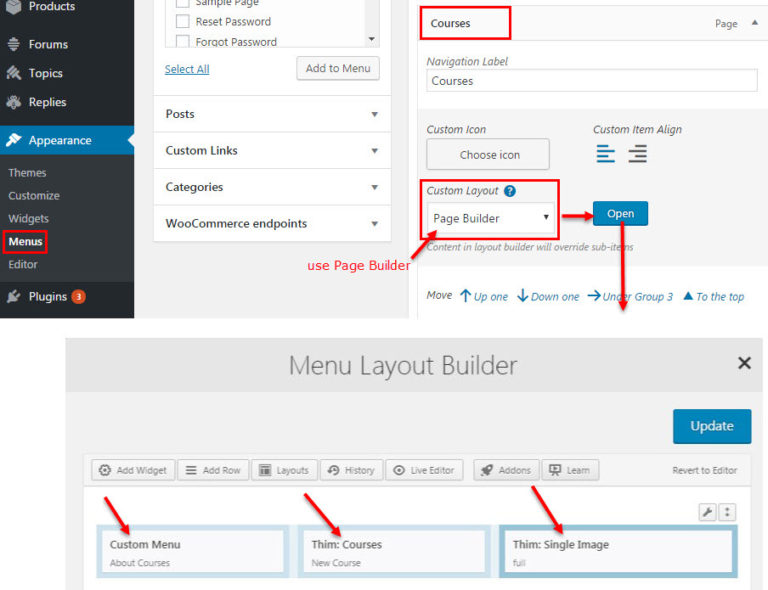 Products
Forums
Topics
Replies
Appearance
Themes
Customize
Widgets
Menus
Editor
Plugins 3
Sample Page
Reset Password
Forgot Password
Select All
Add to Menu
Posts
Custom Links
Categories
WooCommerce endpoints
use Page Builder
Courses
Page
Navigation Label
Courses
Custom Icon
Custom Item Align
Choose icon
Custom Layout ?
Page Builder
Open
Content in layout builder will override sub-items
Move Up one Down one Under Group 3 To the top
Menu Layout Builder
Update
Add Widget Add Row Layouts History Live Editor Addons Learn Revert to Editor
Custom Menu
About Courses
Thim: Courses
New Course
Thim: Single Image
full